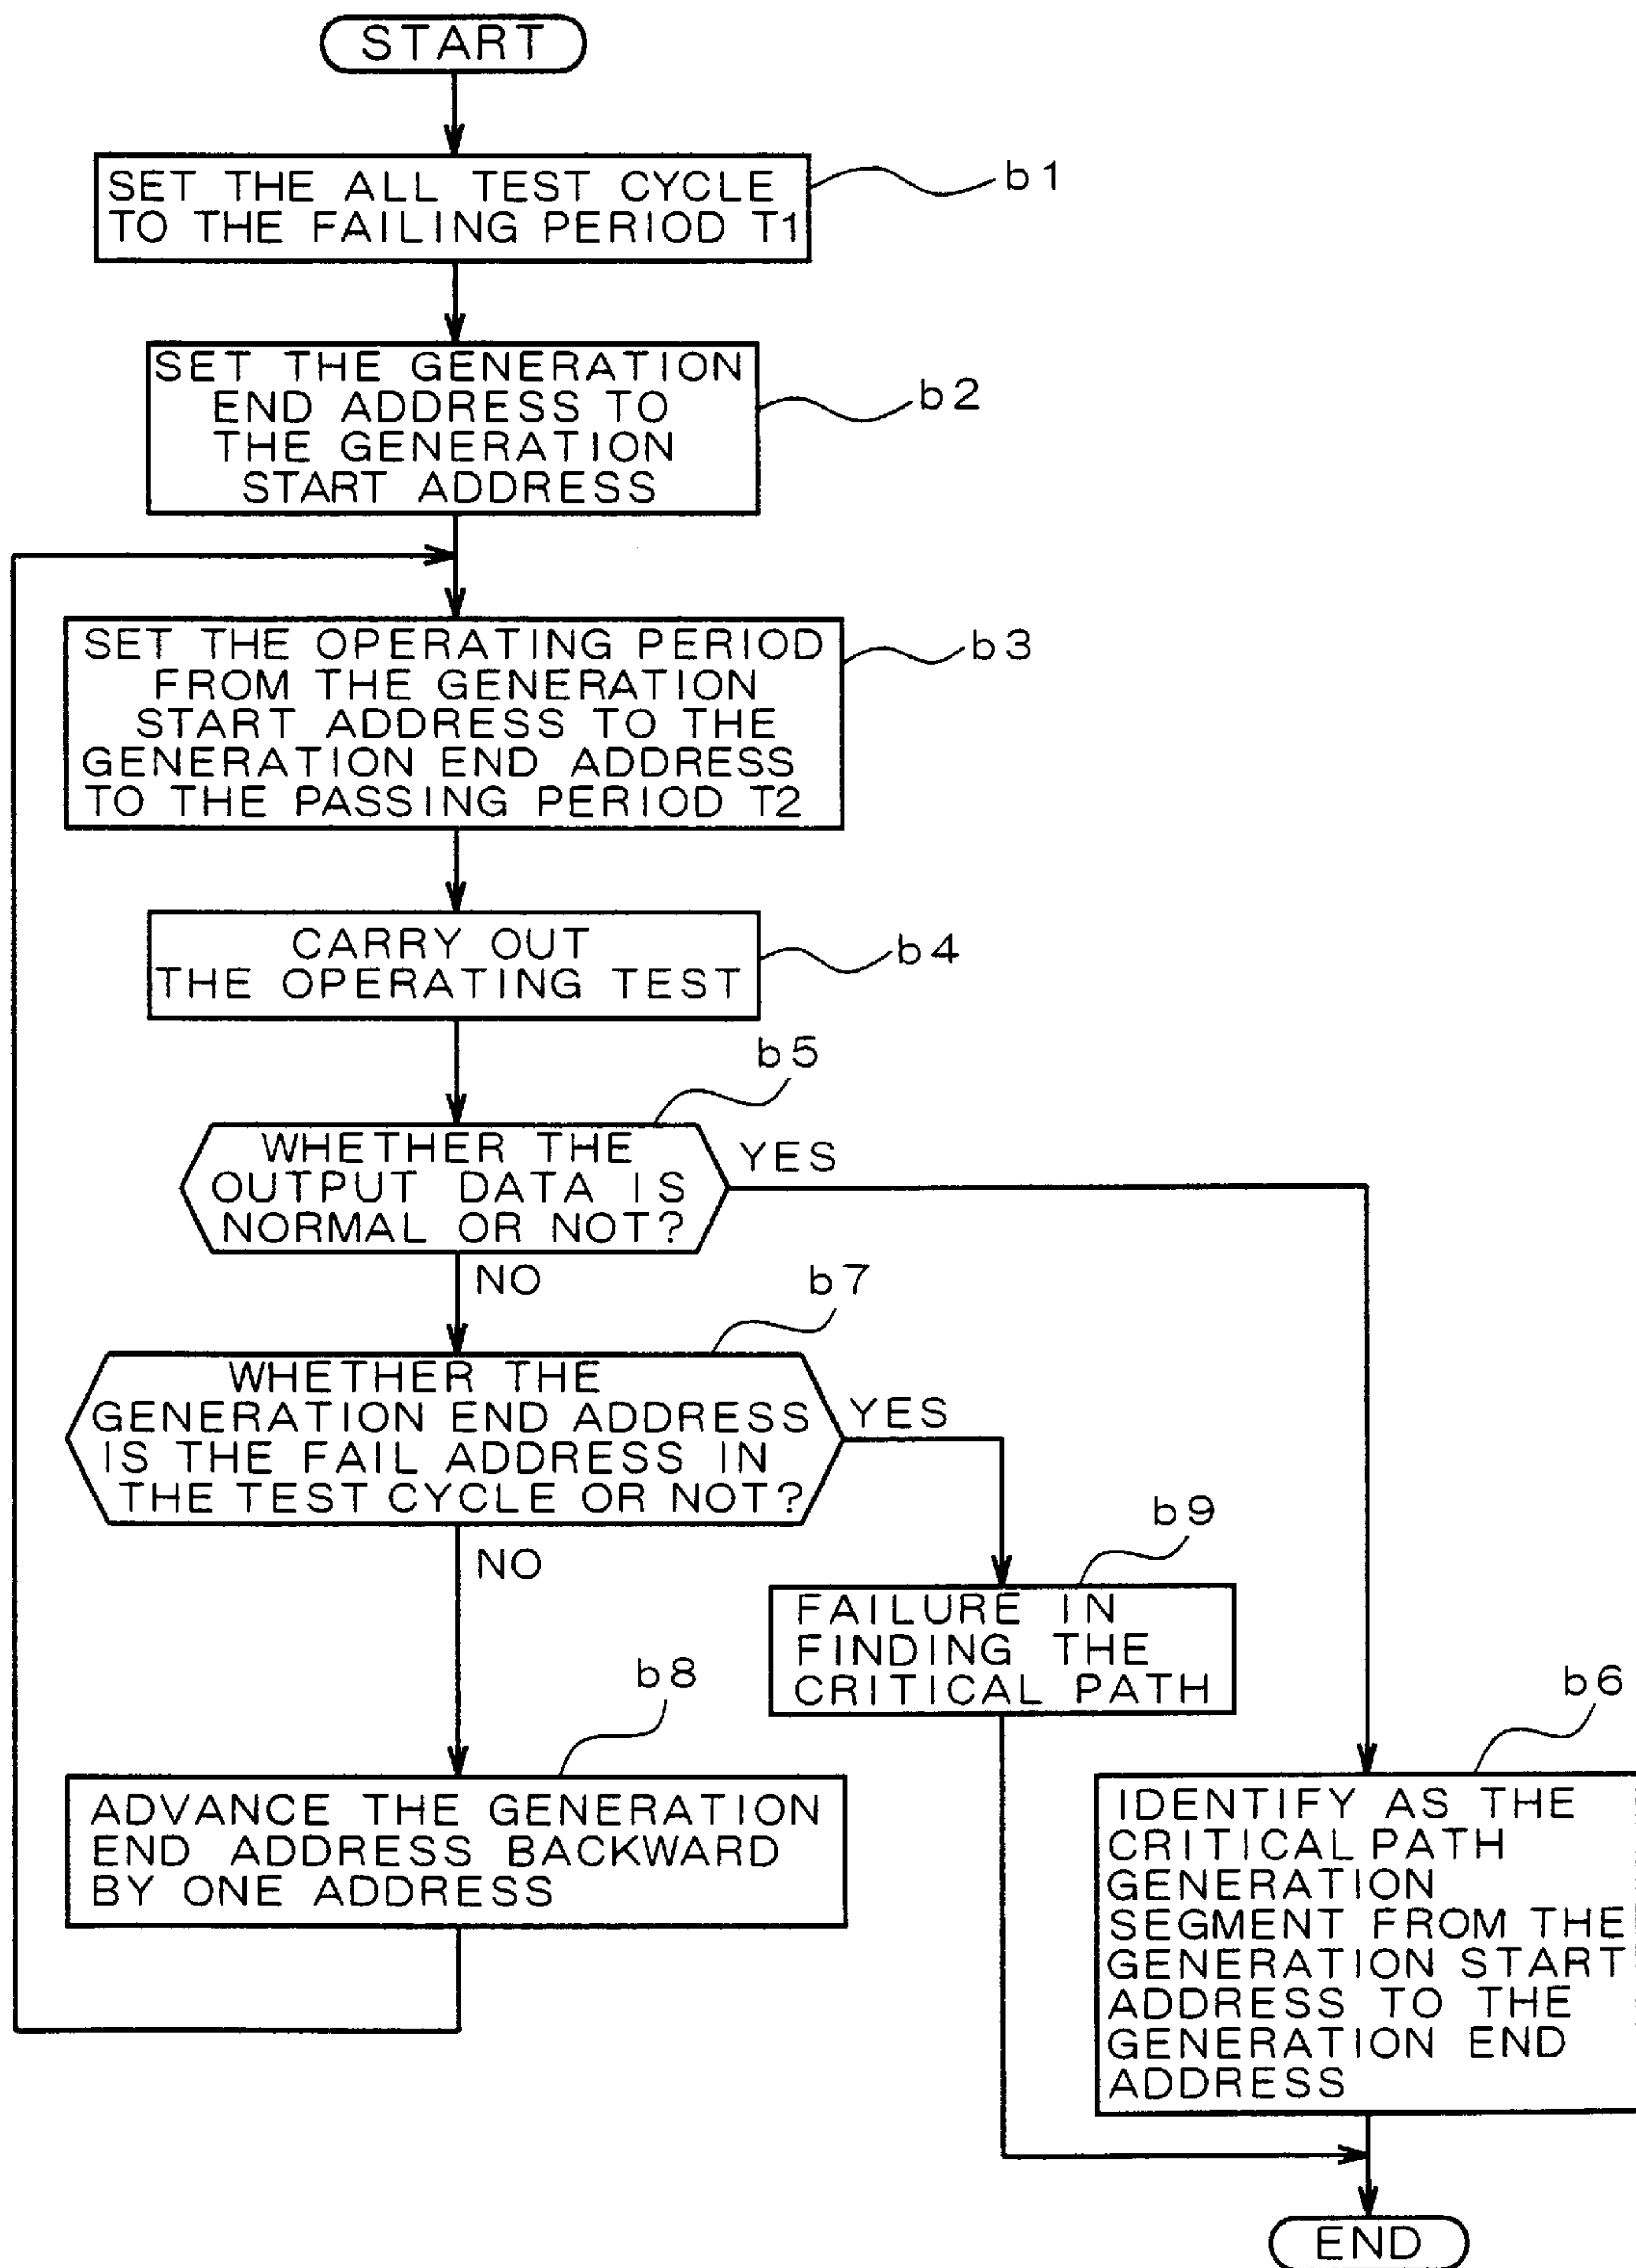 START
SET THE ALL TEST CYCLE
TO THE FAILING PERIOD T1
b1
SET THE GENERATION
END ADDRESS TO
THE GENERATION
START ADDRESS
b2
SET THE OPERATING PERIOD
FROM THE GENERATION
START ADDRESS TO THE
GENERATION END ADDRESS
TO THE PASSING PERIOD T2
b3
CARRY OUT
THE OPERATING TEST
b4
b5
WHETHER THE
OUTPUT DATA IS
NORMAL OR NOT?
YES
NO
b7
WHETHER THE
GENERATION END ADDRESS
IS THE FAIL ADDRESS IN
THE TEST CYCLE OR NOT?
YES
NO
b9
FAILURE IN
FINDING THE
CRITICAL PATH
b8
ADVANCE THE GENERATION
END ADDRESS BACKWARD
BY ONE ADDRESS
b6
IDENTIFY AS THE
CRITICAL PATH
GENERATION
SEGMENT FROM THE
GENERATION START
ADDRESS TO THE
GENERATION END
ADDRESS
END